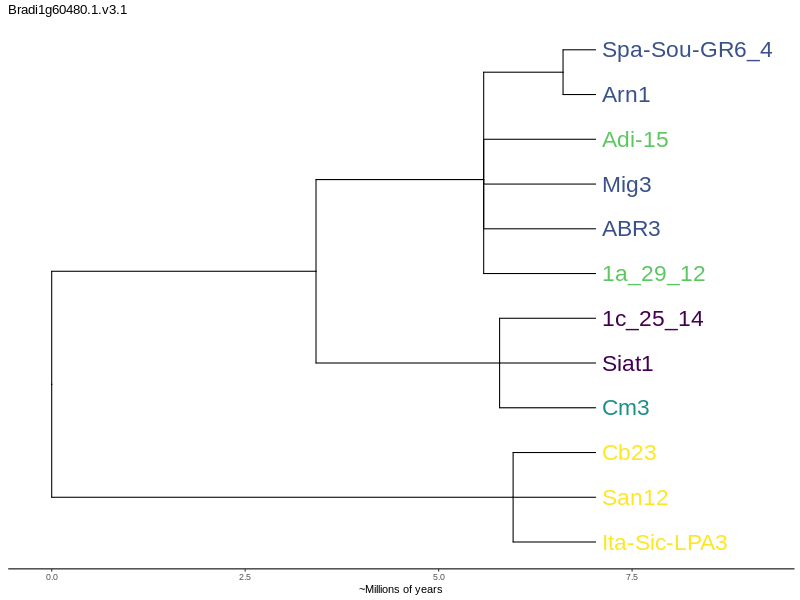 Bradi1g60480.1.v3.1
Spa-Sou-GR6_4
Arn1
Adi-15
Mig3
ABR3
1a_29_12
1c_25_14
Siat1
Cm3
Cb23
San12
Ita-Sic-LPA3
0.0 2.5 5.0 7.5
~Millions of years